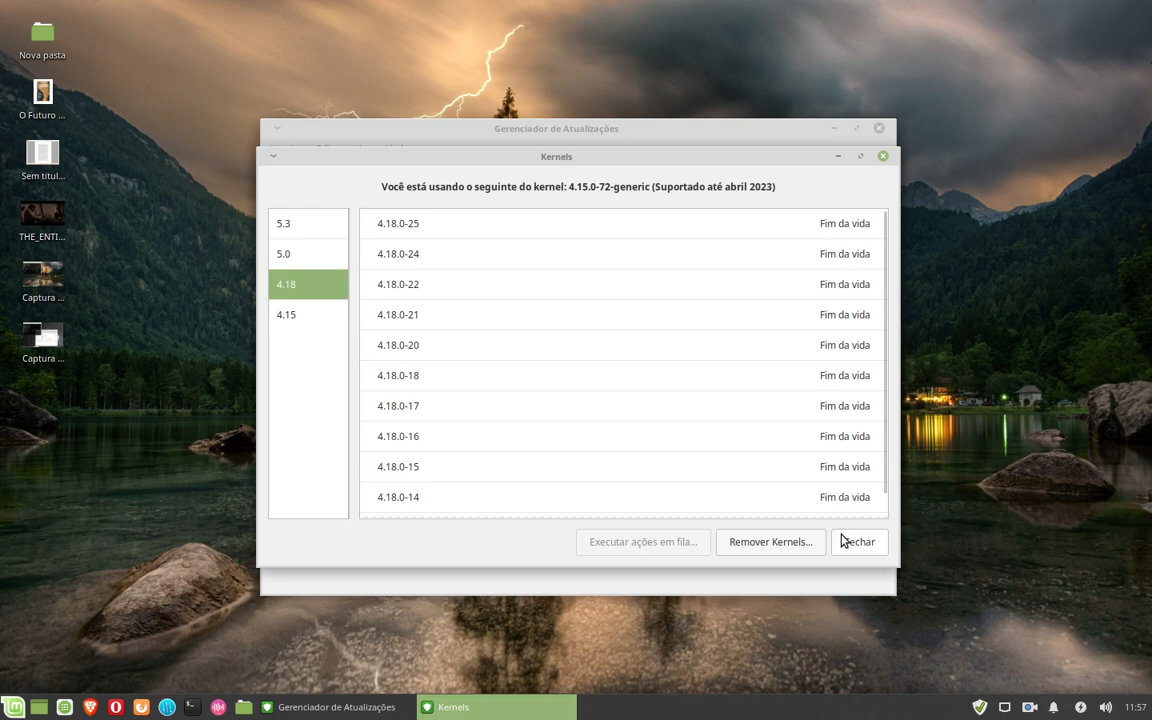 Nova pasta
O Futuro ...
Sem titul...
THE_ENTI...
Captura ...
Captura ...
Gerenciador de Atualizações
Kernels
Você está usando o seguinte do kernel: 4.15.0-72-generic (Suportado até abril 2023)
5.3
5.0
4.18
4.15
4.18.0-25 Fim da vida
4.18.0-24 Fim da vida
4.18.0-22 Fim da vida
4.18.0-21 Fim da vida
4.18.0-20 Fim da vida
4.18.0-18 Fim da vida
4.18.0-17 Fim da vida
4.18.0-16 Fim da vida
4.18.0-15 Fim da vida
4.18.0-14 Fim da vida
Executar ações em fila... Remover Kernels... Fechar
Gerenciador de Atualizações Kernels 11:57